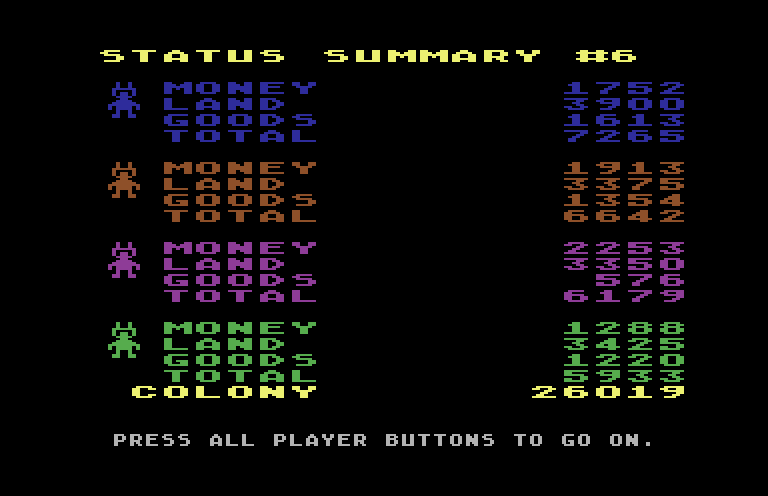 STATUS SUMMARY #6
MONEY 1752
LAND 3900
GOODS 1613
TOTAL 7265
MONEY 1913
LAND 3375
GOODS 1354
TOTAL 6642
MONEY 2253
LAND 3350
GOODS 576
TOTAL 6179
MONEY 1288
LAND 3425
GOODS 1220
TOTAL 5933
COLONY 26019
PRESS ALL PLAYER BUTTONS TO GO ON.